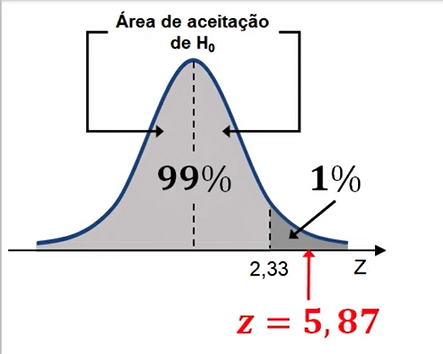 Área de aceitação
de H₀
99%
1%
2,33
Z
z = 5,87